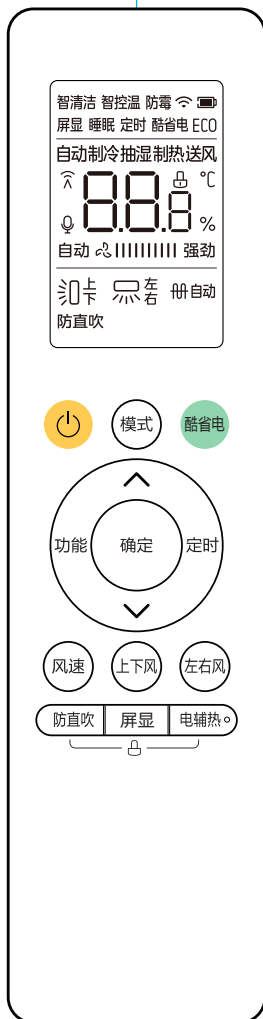 智清洁 智控温 防霉
屏显 睡眠 定时 酷省电 ECO
自动制冷抽湿制热送风
88.8 ℃
%
自动 强劲
上下 左右 自动
防直吹
模式 酷省电
功能 确定 定时
风速 上下风 左右风
防直吹 屏显 电辅热